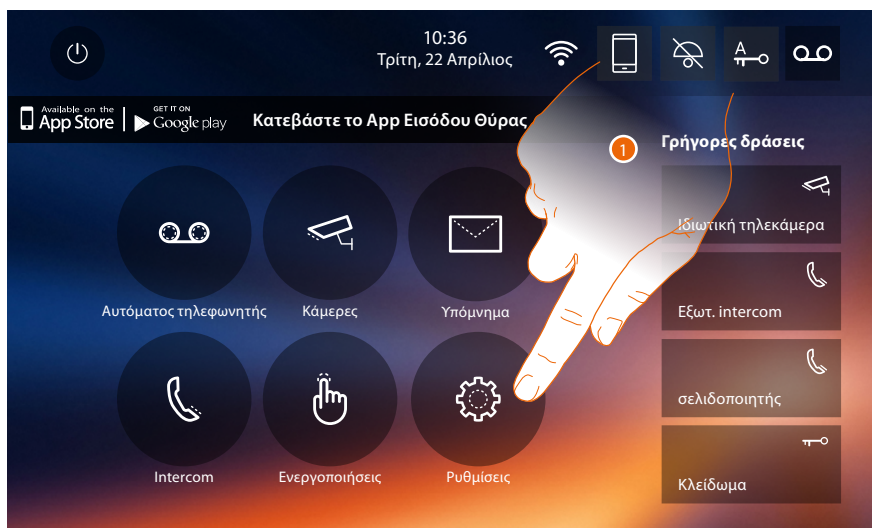 10:36
Τρίτη, 22 Απρίλιος
A
Available on the
App Store
GET IT ON
Google play
Κατεβάστε το App Εισόδου Θύρας
1
Γρήγορες δράσεις
Ιδιωτική τηλεκάμερα
Εξωτ. intercom
σελιδοποιητής
Κλείδωμα
Αυτόματος τηλεφωνητής
Κάμερες
Υπόμνημα
Intercom
Ενεργοποιήσεις
Ρυθμίσεις